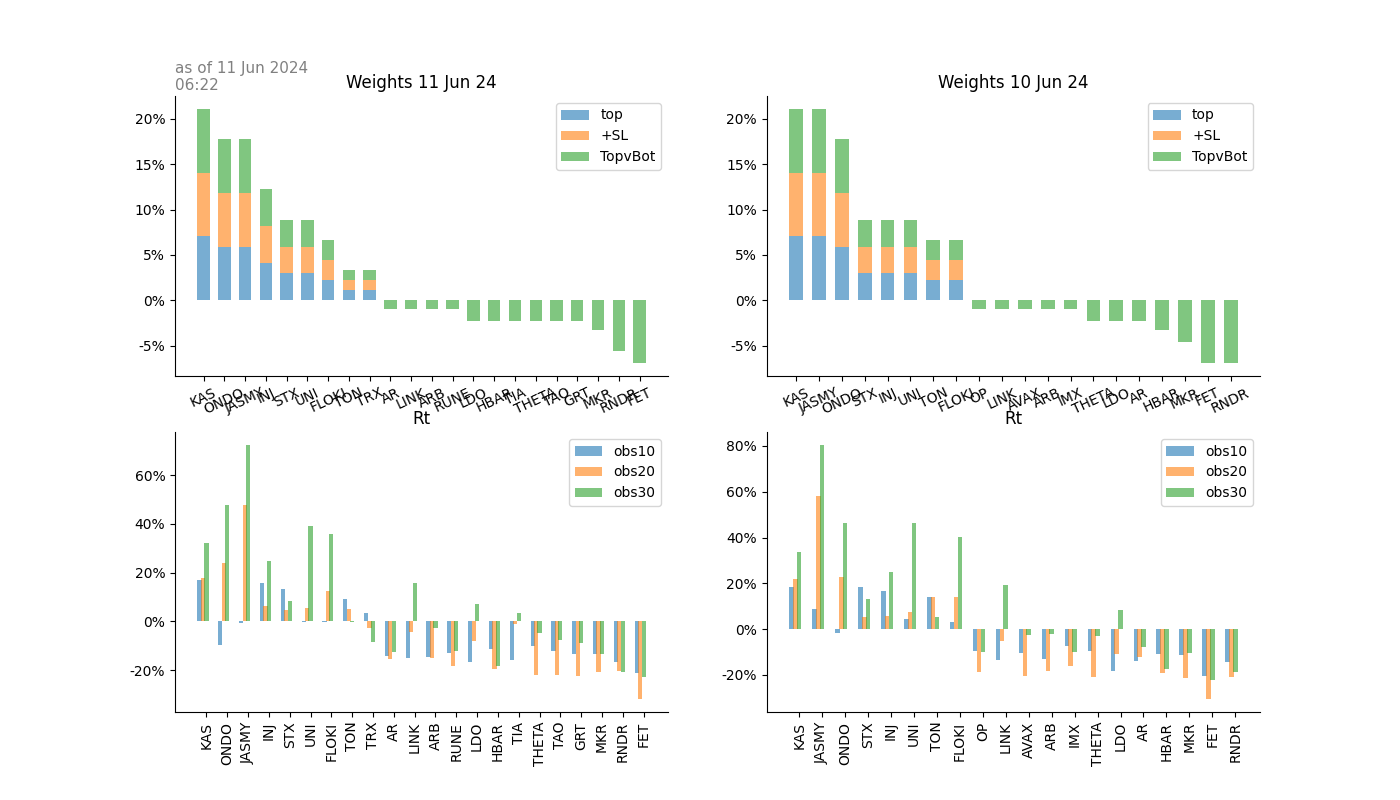 as of 11 Jun 2024
06:22
Weights 11 Jun 24
20%
15%
10%
5%
0%
-5%
top
+SL
TopvBot
KAS ONDO JASMY INJ STX UNI FLOKI TON TRX AR LINK ARB RUNE LDO HBAR TIA THETA TAO GRT MKR RNDR FET
Weights 10 Jun 24
20%
15%
10%
5%
0%
-5%
top
+SL
TopvBot
KAS JASMY ONDO STX INJ UNI TON FLOKI OP LINK AVAX ARB IMX THETA LDO AR HBAR MKR FET RNDR
Rt
60%
40%
20%
0%
-20%
obs10
obs20
obs30
KAS ONDO JASMY INJ STX UNI FLOKI TON TRX AR LINK ARB RUNE LDO HBAR TIA THETA TAO GRT MKR RNDR FET
Rt
80%
60%
40%
20%
0%
-20%
obs10
obs20
obs30
KAS JASMY ONDO STX INJ UNI TON FLOKI OP LINK AVAX ARB IMX THETA LDO AR HBAR MKR FET RNDR